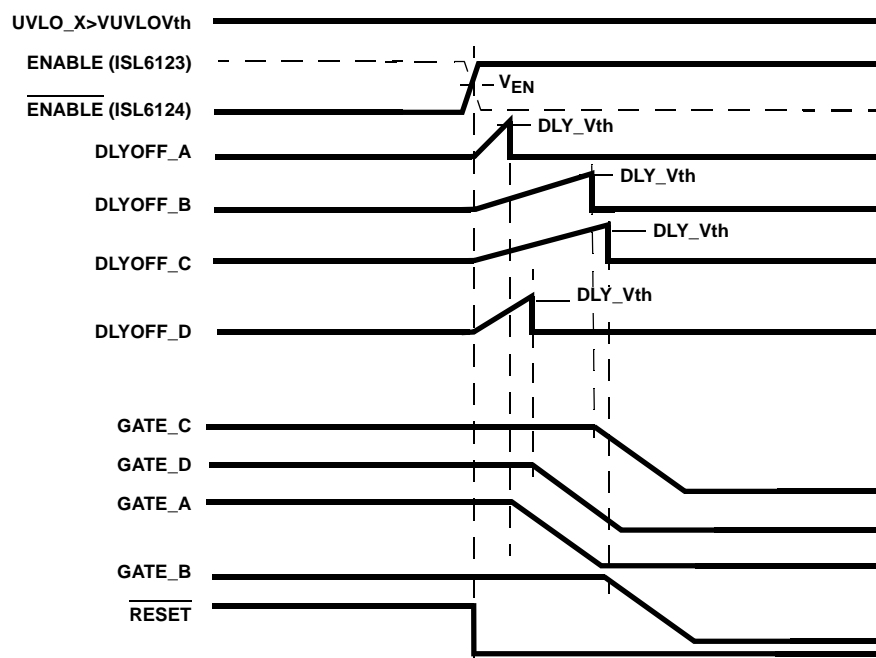 UVLO_X>VUVLOVth
ENABLE (ISL6123)
VEN
ENABLE (ISL6124)
DLY_Vth
DLYOFF_A
DLY_Vth
DLYOFF_B
DLY_Vth
DLYOFF_C
DLY_Vth
DLYOFF_D
GATE_C
GATE_D
GATE_A
GATE_B
RESET